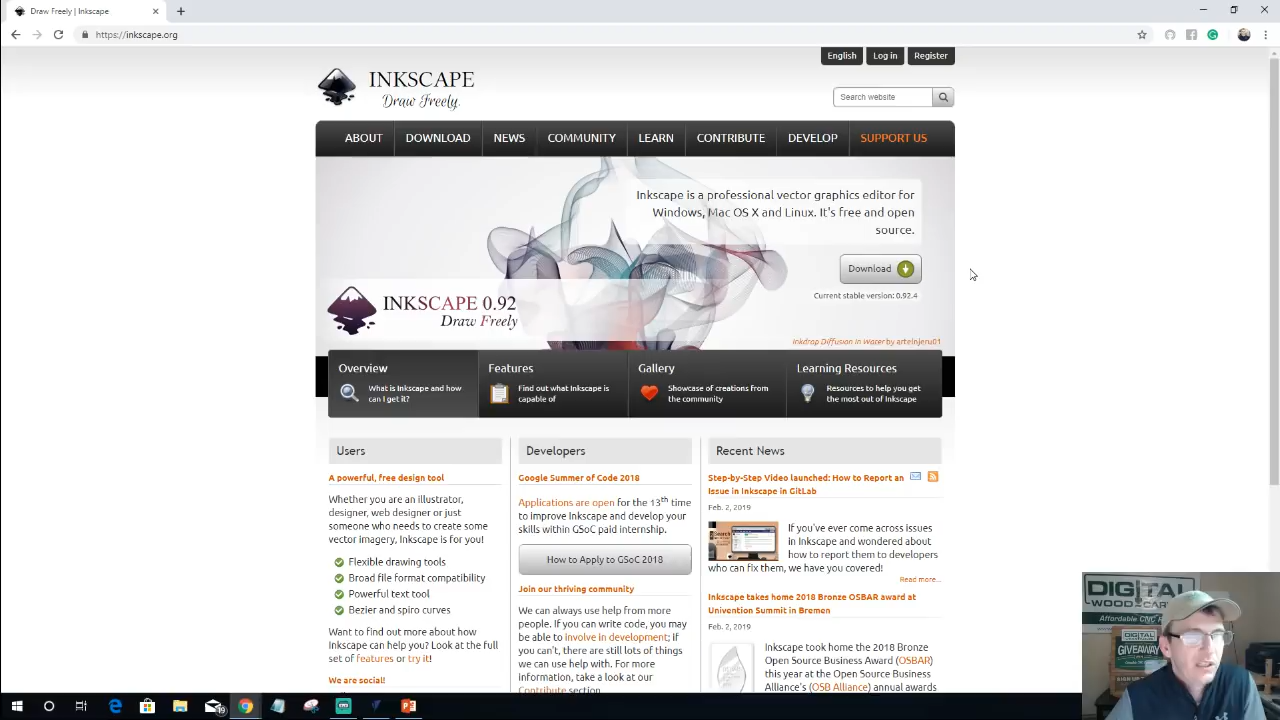 Draw Freely | Inkscape
https://inkscape.org
English
Log in
Register
INKSCAPE
Draw Freely.
Search website
ABOUT
DOWNLOAD
NEWS
COMMUNITY
LEARN
CONTRIBUTE
DEVELOP
SUPPORT US
Inkscape is a professional vector graphics editor for
Windows, Mac OS X and Linux. It's free and open
source.
Download
Current stable version: 0.92.4
INKSCAPE 0.92
Draw Freely
Inkdrop Diffusion In Water by artelnjeru01
Overview
What is Inkscape and how
can I get it?
Features
Find out what Inkscape is
capable of
Gallery
Showcase of creations from
the community
Learning Resources
Resources to help you get
the most out of Inkscape
Users
A powerful, free design tool
Whether you are an illustrator,
designer, web designer or just
someone who needs to create some
vector imagery, Inkscape is for you!
Flexible drawing tools
Broad file format compatibility
Powerful text tool
Bezier and spiro curves
Want to find out more about how
Inkscape can help you? Look at the full
set of features or try it!
We are social!
Developers
Google Summer of Code 2018
Applications are open for the 13th time
to improve Inkscape and develop your
skills within GSoC paid internship.
How to Apply to GSoC 2018
Join our thriving community
We can always use help from more
people. If you can write code, you may
be able to involve in development; if
you can't, there are still lots of things
we can use help with. For more
information, take a look at our
Contribute section.
Recent News
Step-by-Step Video launched: How to Report an
Issue in Inkscape in GitLab
Feb. 2, 2019
If you've ever come across issues
in Inkscape and wondered about
how to report them to developers
who can fix them, we have you covered!
Read more...
Inkscape takes home 2018 Bronze OSBAR award at
Univention Summit in Bremen
Feb. 2, 2019
Inkscape took home the 2018 Bronze
Open Source Business Award (OSBAR)
this year at the Open Source Business
Alliance's (OSB Alliance) annual awards
DIGITAL
WOOD
Affordable CNC
DIGITAL
GIVEAWAY